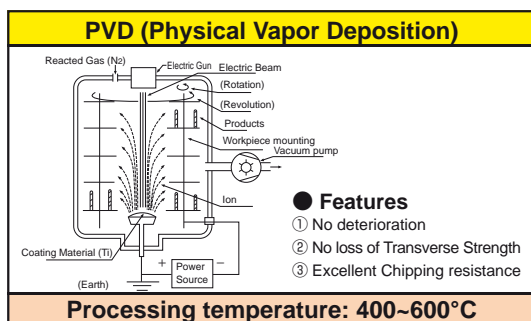 PVD (Physical Vapor Deposition)
Reacted Gas (N2)
Electric Gun
Electric Beam
(Rotation)
(Revolution)
Products
Workpiece mounting
Vacuum pump
Ion
Coating Material (Ti)
+ Power Source −
(Earth)
● Features
① No deterioration
② No loss of Transverse Strength
③ Excellent Chipping resistance
Processing temperature: 400~600°C